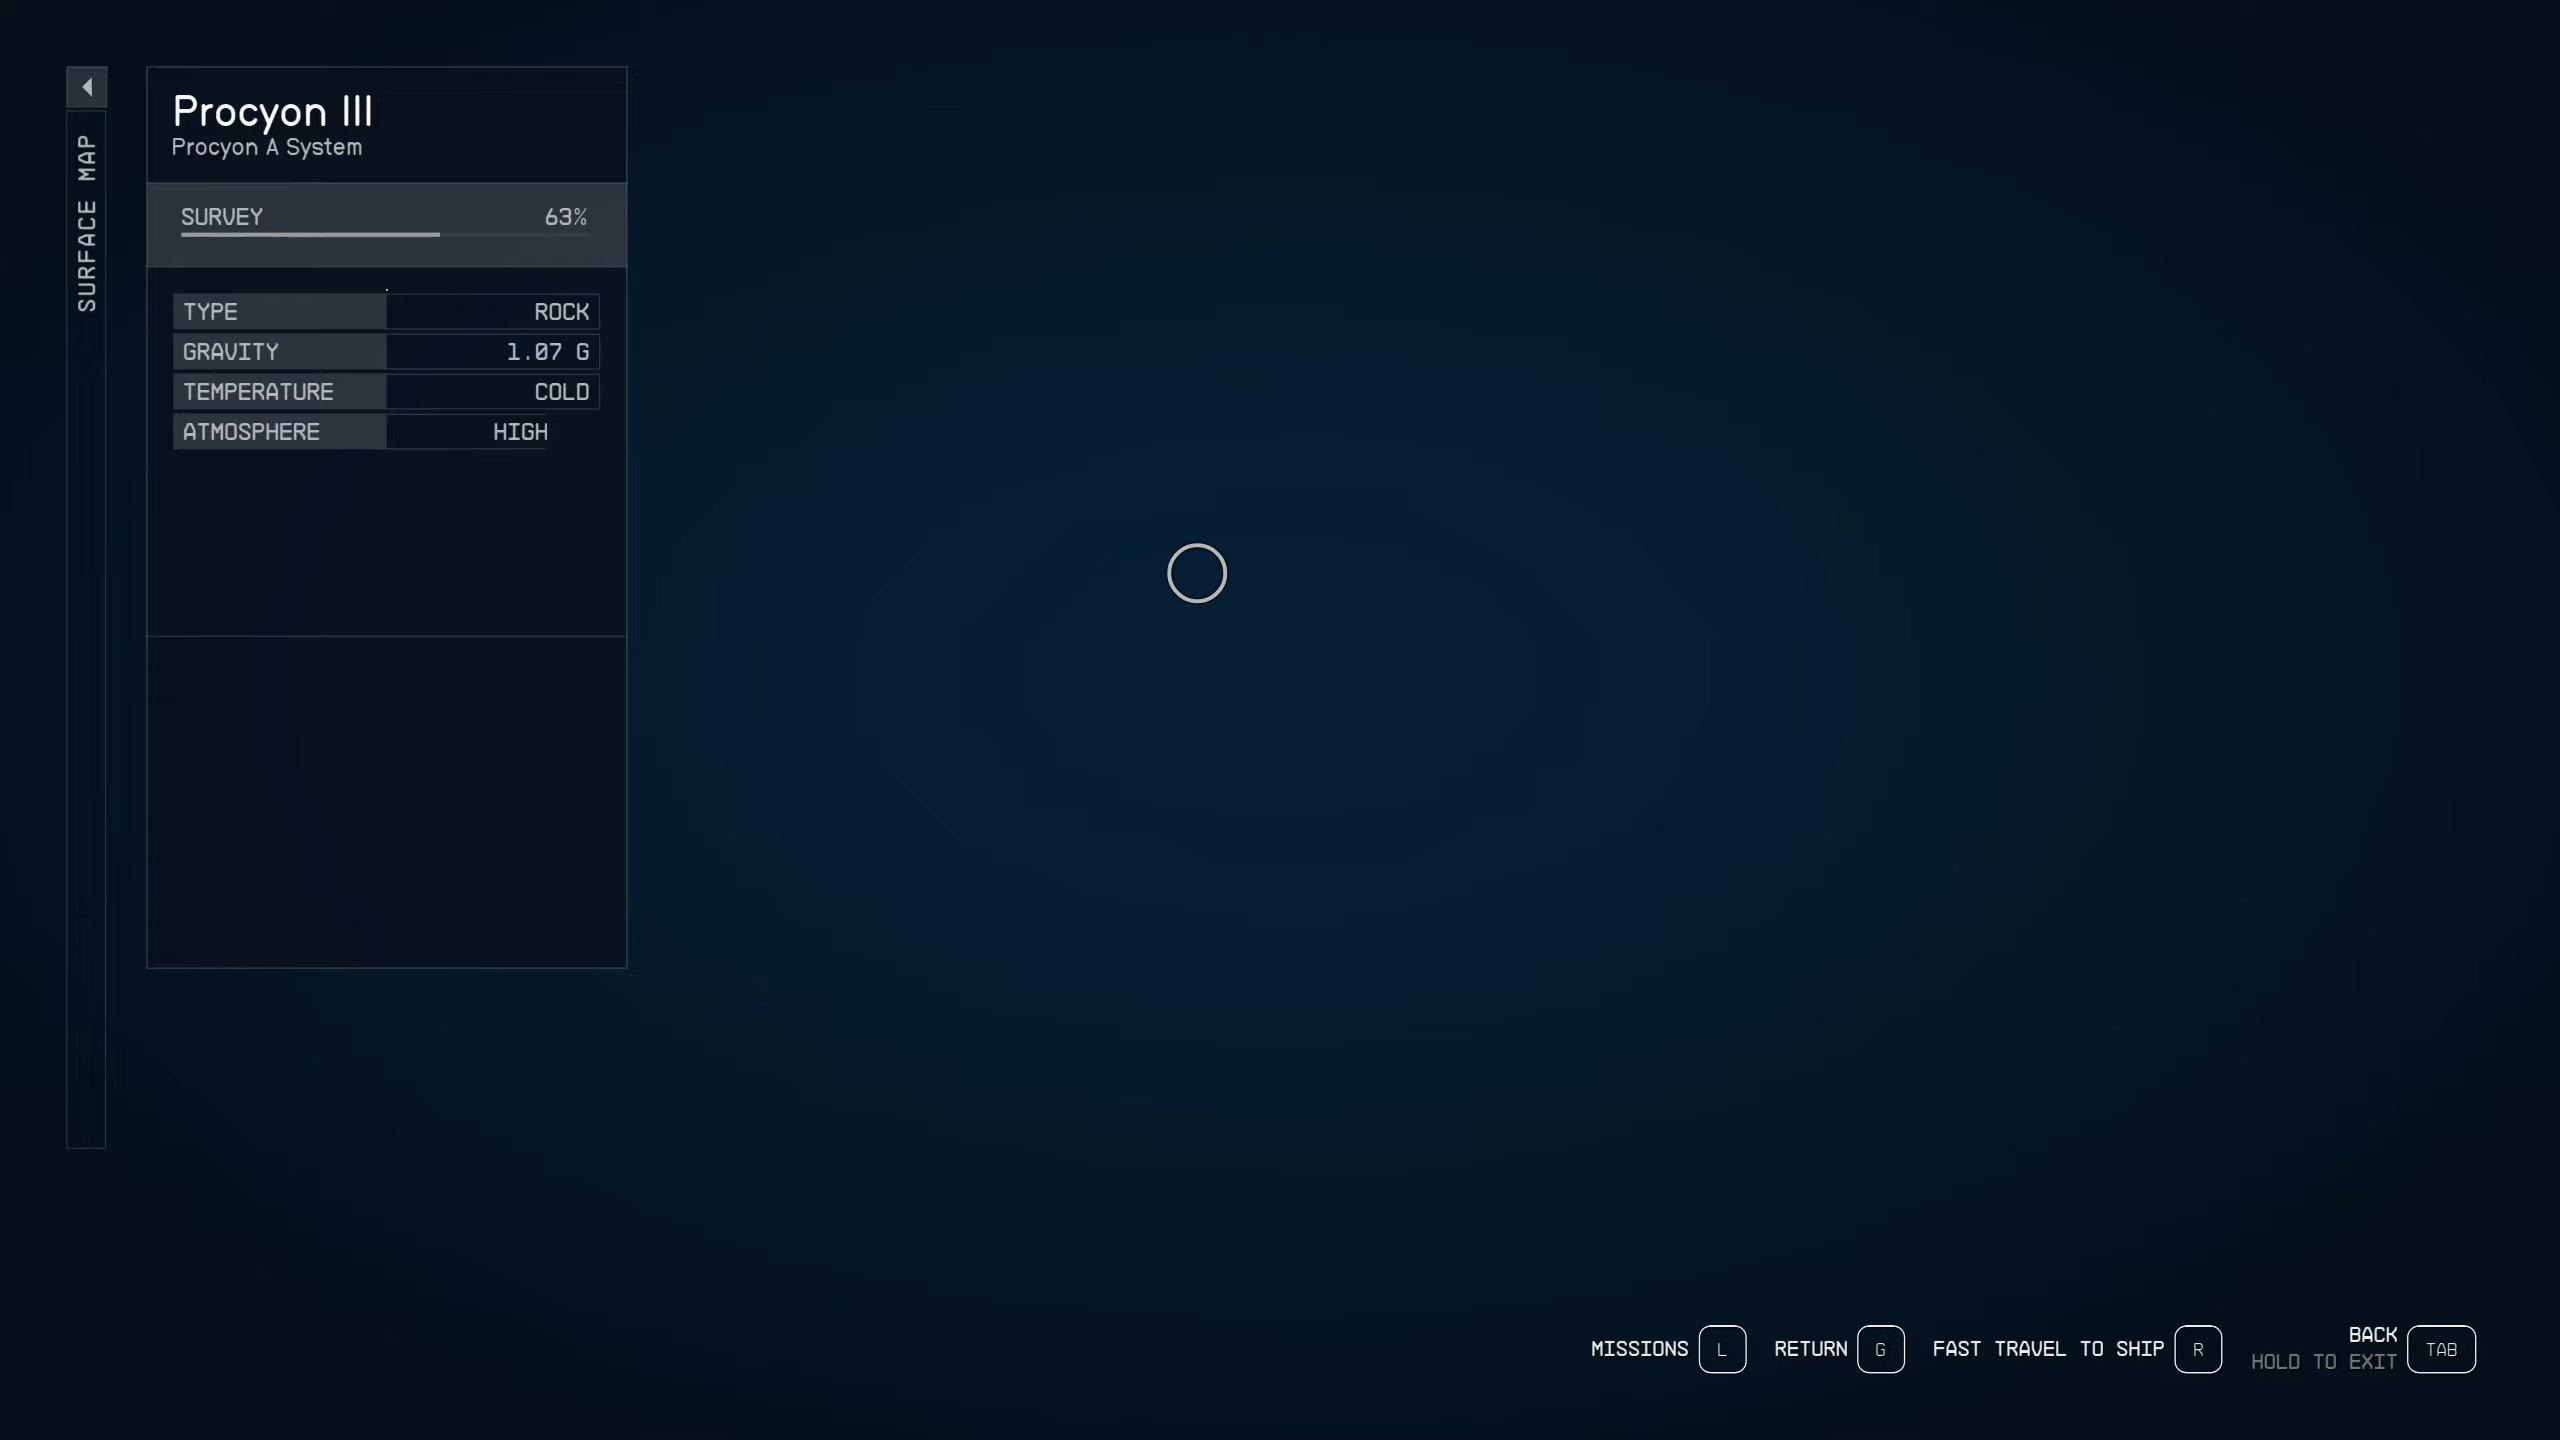 SURFACE MAP
Procyon III
Procyon A System
SURVEY 63%
TYPE ROCK
GRAVITY 1.07 G
TEMPERATURE COLD
ATMOSPHERE HIGH
MISSIONS L RETURN G FAST TRAVEL TO SHIP R BACK TAB
HOLD TO EXIT